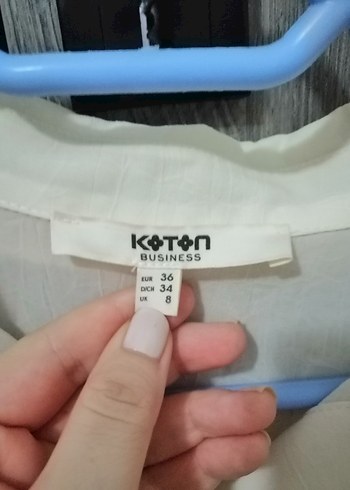 KOTON
BUSINESS
EUR 36
D/CH 34
UK 8